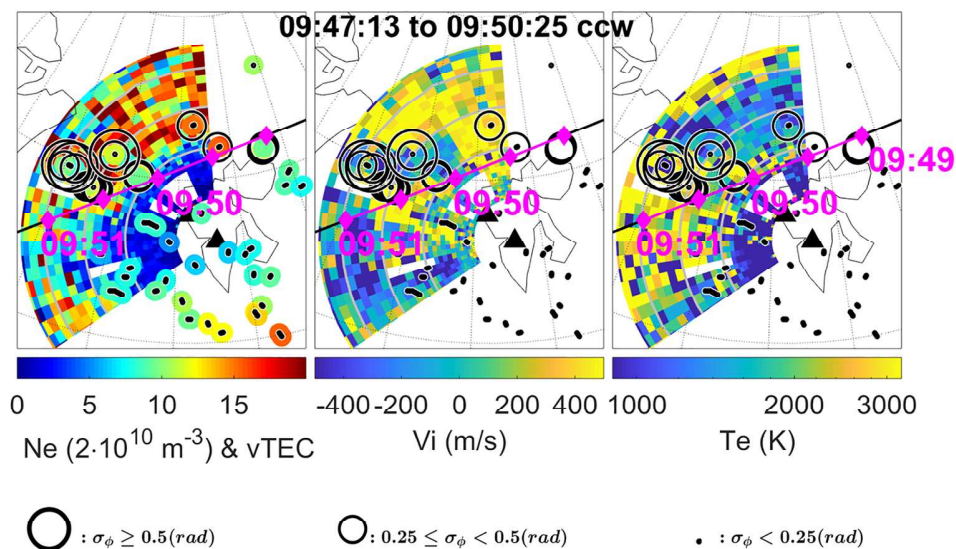 09:47:13 to 09:50:25 ccw
09:50
09:51
09:50
09:51
09:49
09:50
09:51
0 5 10 15
-400 -200 0 200 400
1000 2000 3000
Ne (2·10^10 m^-3) & vTEC
Vi (m/s)
Te (K)
: σ_ϕ ≥ 0.5(rad)
: 0.25 ≤ σ_ϕ < 0.5(rad)
: σ_ϕ < 0.25(rad)